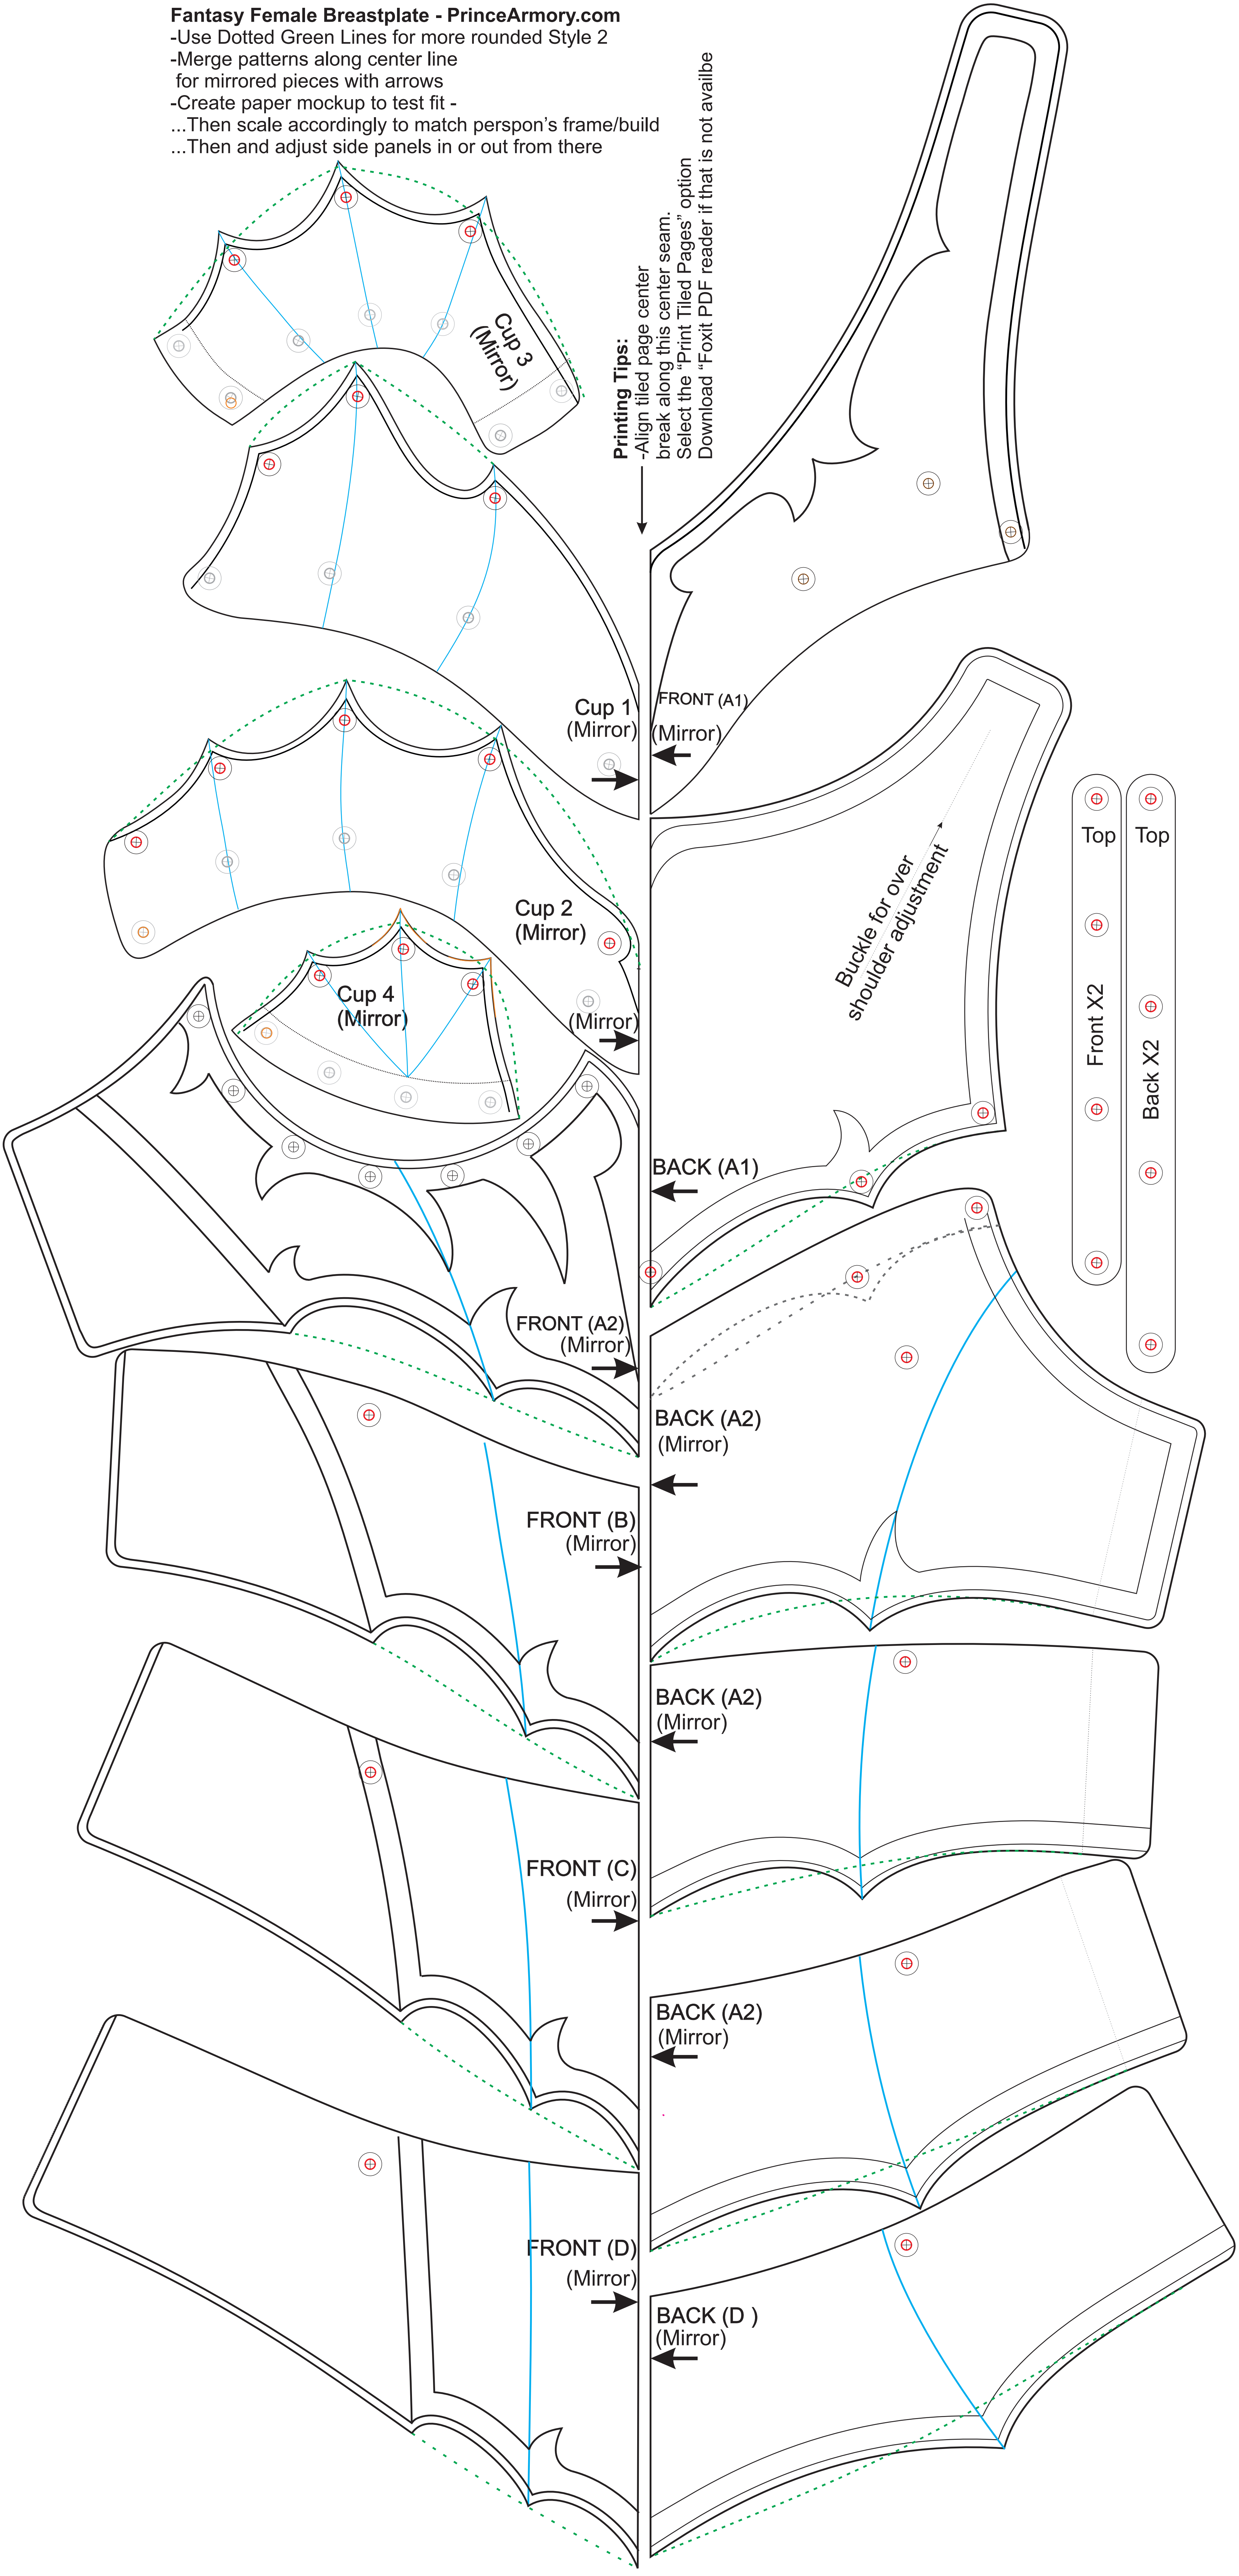 Fantasy Female Breastplate - PrinceArmory.com
-Use Dotted Green Lines for more rounded Style 2
-Merge patterns along center line
for mirrored pieces with arrows
-Create paper mockup to test fit -
...Then scale accordingly to match perspon's frame/build
...Then and adjust side panels in or out from there
Printing Tips:
-Align tiled page center
break along this center seam.
Select the “Print Tiled Pages” option
Download “Foxit PDF reader if that is not availbe
Cup 3
(Mirror)
Cup 1
(Mirror)
FRONT (A1)
(Mirror)
Top
Top
Front X2
Back X2
Buckle for over
shoulder adjustment
Cup 2
(Mirror)
Cup 4
(Mirror)
(Mirror)
BACK (A1)
FRONT (A2)
(Mirror)
BACK (A2)
(Mirror)
FRONT (B)
(Mirror)
BACK (A2)
(Mirror)
FRONT (C)
(Mirror)
BACK (A2)
(Mirror)
FRONT (D)
(Mirror)
BACK (D )
(Mirror)